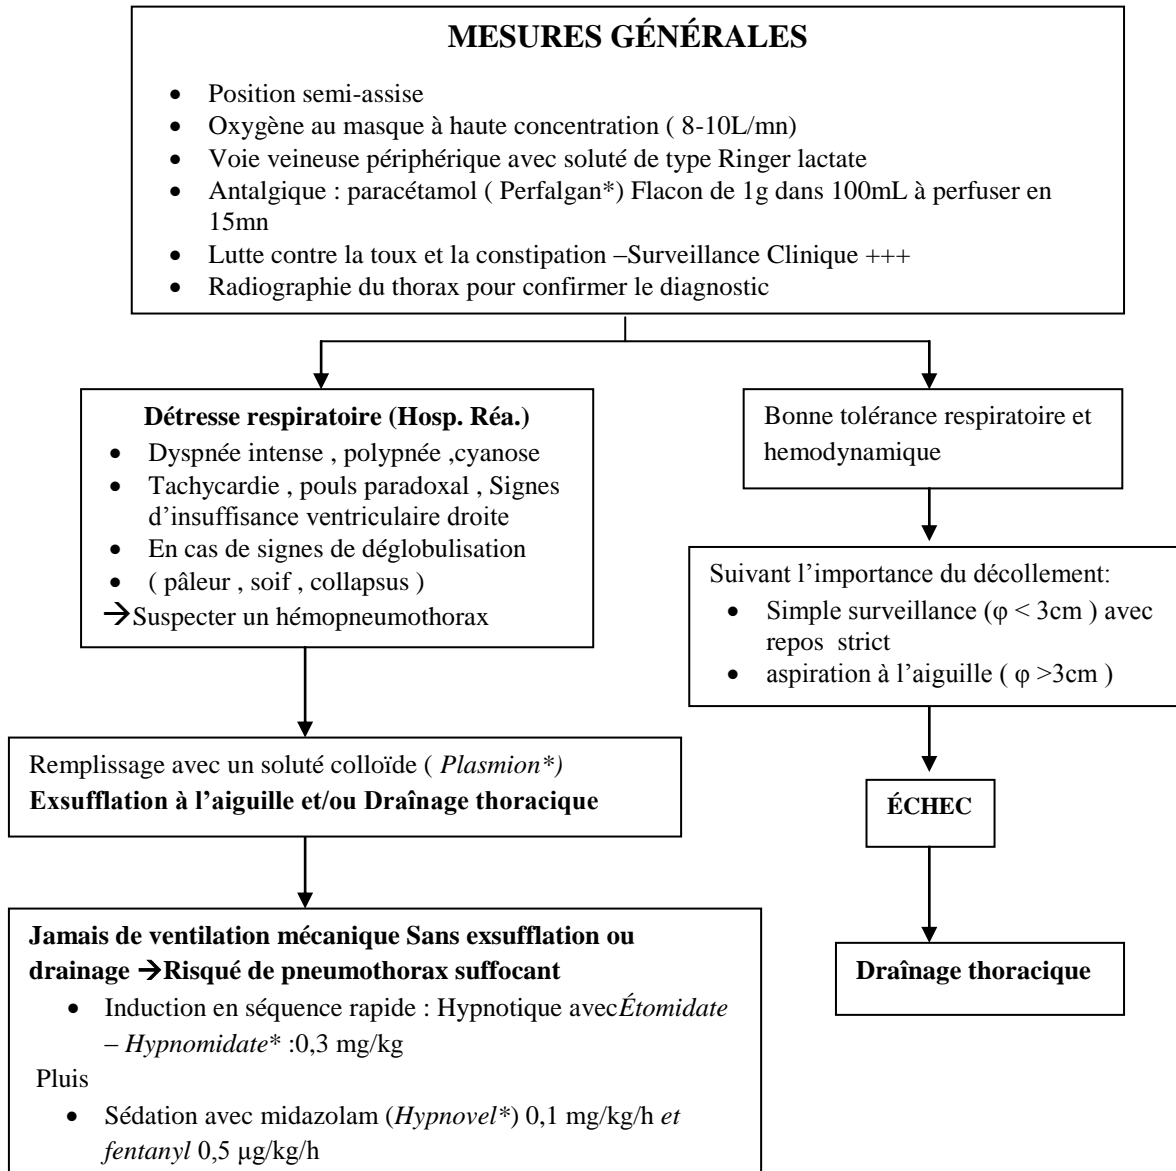 MESURES GÉNÉRALES
• Position semi-assise
• Oxygène au masque à haute concentration ( 8-10L/mn)
• Voie veineuse périphérique avec soluté de type Ringer lactate
• Antalgique : paracétamol ( Perfalgan*) Flacon de 1g dans 100mL à perfuser en
15mn
• Lutte contre la toux et la constipation –Surveillance Clinique +++
• Radiographie du thorax pour confirmer le diagnostic
Détresse respiratoire (Hosp. Réa.)
• Dyspnée intense , polypnée ,cyanose
• Tachycardie , pouls paradoxal , Signes
d’insuffisance ventriculaire droite
• En cas de signes de déglobulisation
• ( pâleur , soif , collapsus )
→Suspecter un hémopneumothorax
Bonne tolérance respiratoire et
hemodynamique
Suivant l’importance du décollement:
• Simple surveillance (φ < 3cm ) avec
repos strict
• aspiration à l’aiguille ( φ >3cm )
Remplissage avec un soluté colloïde ( Plasmion*)
Exsufflation à l’aiguille et/ou Draînage thoracique
ÉCHEC
Jamais de ventilation mécanique Sans exsufflation ou
drainage →Risqué de pneumothorax suffocant
• Induction en séquence rapide : Hypnotique avecÉtomidate
– Hypnomidate* :0,3 mg/kg
Pluis
• Sédation avec midazolam (Hypnovel*) 0,1 mg/kg/h et
fentanyl 0,5 µg/kg/h
Draînage thoracique